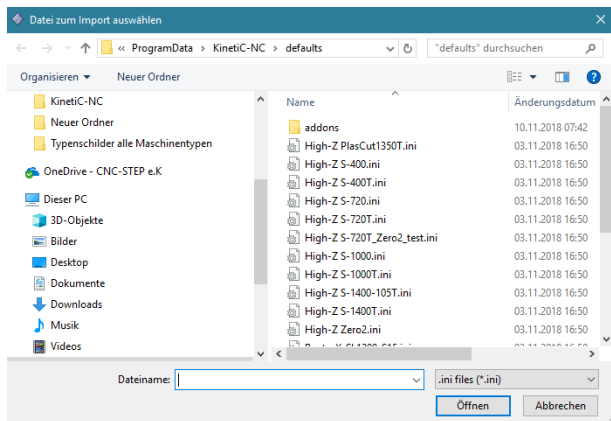 Datei zum Import auswählen
« ProgramData › KinetiC-NC › defaults
"defaults" durchsuchen
Organisieren
Neuer Ordner
KinetiC-NC
Neuer Ordner
Typenschilder alle Maschinentypen
OneDrive - CNC-STEP e.K
Dieser PC
3D-Objekte
Bilder
Desktop
Dokumente
Downloads
Musik
Videos
Name Änderungsdatum
addons 10.11.2018 07:42
High-Z PlasCut1350T.ini 03.11.2018 16:50
High-Z S-400.ini 03.11.2018 16:50
High-Z S-400T.ini 03.11.2018 16:50
High-Z S-720.ini 03.11.2018 16:50
High-Z S-720T.ini 03.11.2018 16:50
High-Z S-720T_Zero2_test.ini 03.11.2018 16:50
High-Z S-1000.ini 03.11.2018 16:50
High-Z S-1000T.ini 03.11.2018 16:50
High-Z S-1400-105T.ini 03.11.2018 16:50
High-Z S-1400T.ini 03.11.2018 16:50
High-Z Zero2.ini 03.11.2018 16:50
Dateiname:
.ini files (*.ini)
Öffnen
Abbrechen